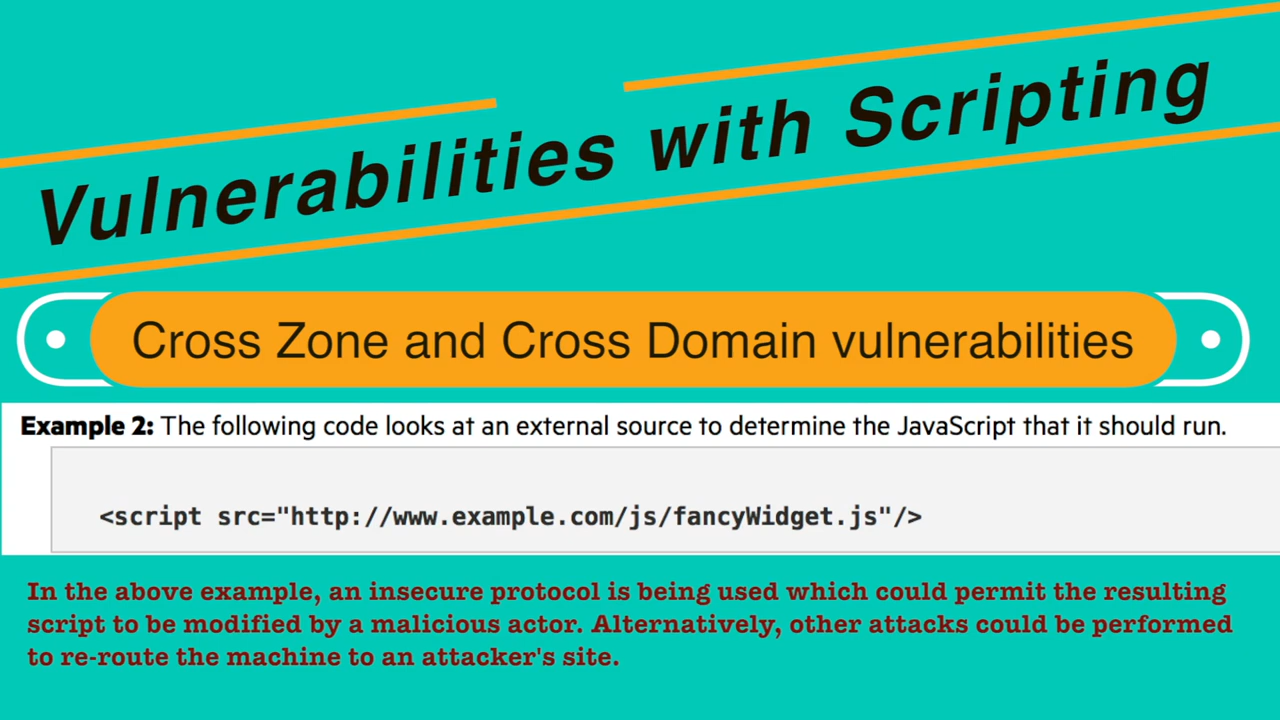 Vulnerabilities with Scripting
Cross Zone and Cross Domain vulnerabilities
Example 2: The following code looks at an external source to determine the JavaScript that it should run.
<script src="http://www.example.com/js/fancyWidget.js"/>
In the above example, an insecure protocol is being used which could permit the resulting
script to be modified by a malicious actor. Alternatively, other attacks could be performed
to re-route the machine to an attacker's site.